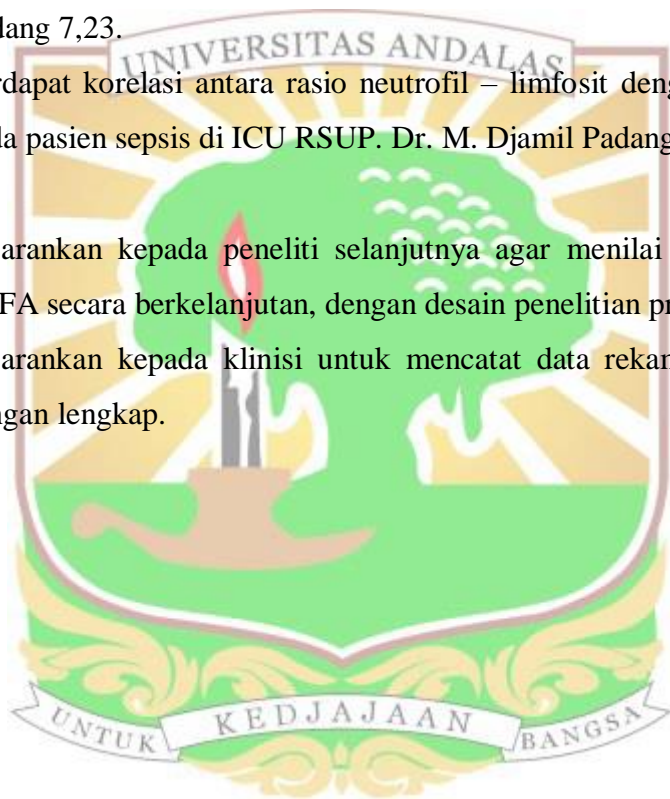 dang 7,23.
UNIVERSITAS ANDALAS
rdapat korelasi antara rasio neutrofil – limfosit deng
da pasien sepsis di ICU RSUP. Dr. M. Djamil Padang
arankan kepada peneliti selanjutnya agar menilai
FA secara berkelanjutan, dengan desain penelitian pr
arankan kepada klinisi untuk mencatat data rekam
ngan lengkap.
UNTUK KEDJAJAAN BANGSA